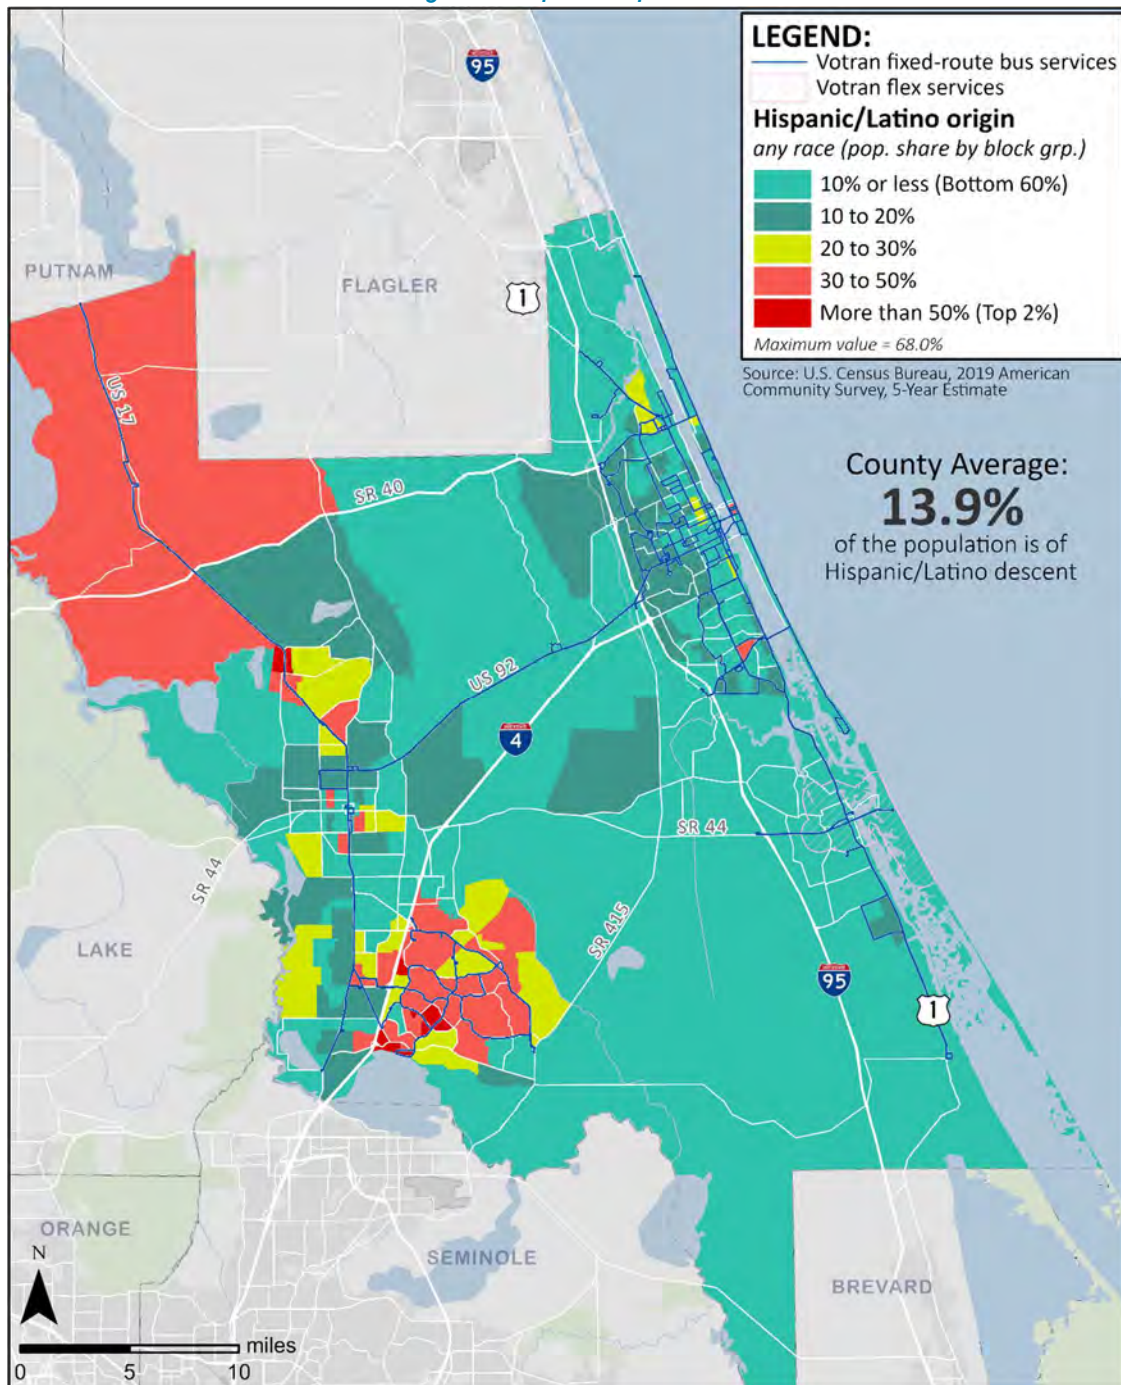 LEGEND:
Votran fixed-route bus services
Votran flex services
Hispanic/Latino origin
any race (pop. share by block grp.)
10% or less (Bottom 60%)
10 to 20%
20 to 30%
30 to 50%
More than 50% (Top 2%)
Maximum value = 68.0%
Source: U.S. Census Bureau, 2019 American
Community Survey, 5-Year Estimate
County Average:
13.9%
of the population is of
Hispanic/Latino descent
95
PUTNAM
FLAGLER
1
US 17
SR 40
US 92
4
SR 44
SR 44
SR 415
LAKE
95
1
ORANGE
SEMINOLE
BREVARD
N
miles
0 5 10